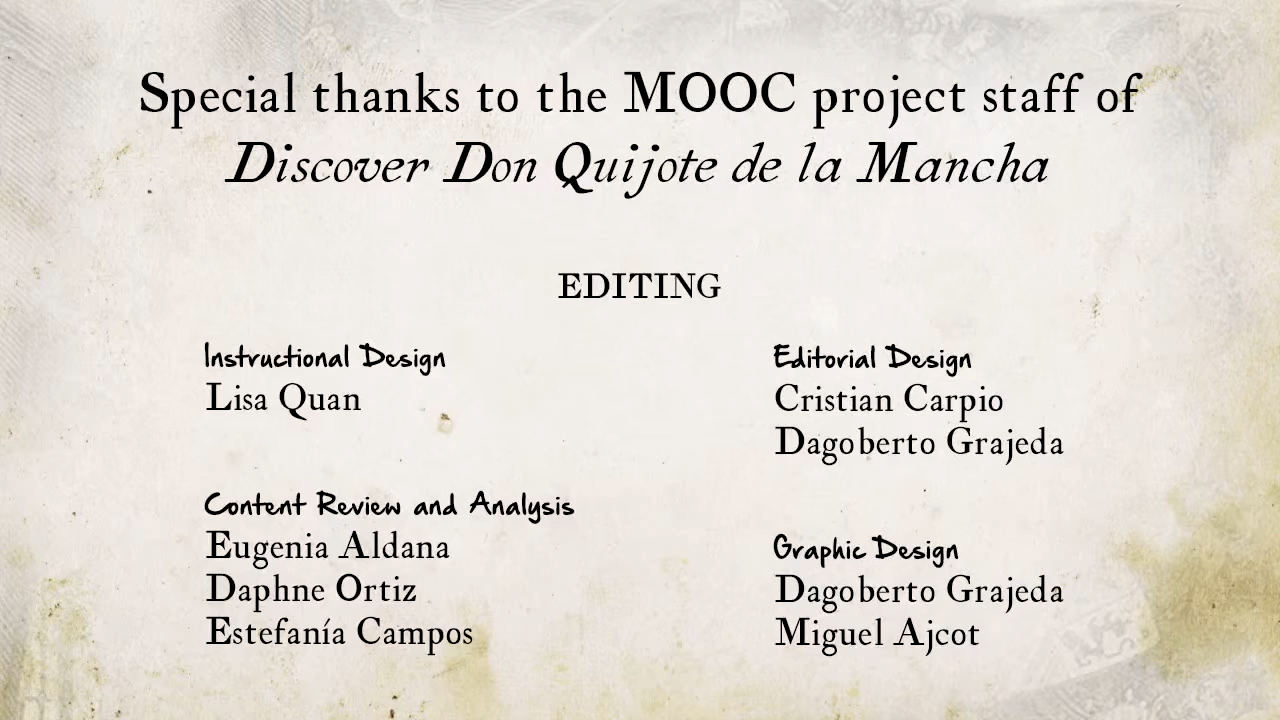 Special thanks to the MOOC project staff of
Discover Don Quijote de la Mancha
EDITING
Instructional Design
Lisa Quan
Content Review and Analysis
Eugenia Aldana
Daphne Ortiz
Estefanía Campos
Editorial Design
Cristian Carpio
Dagoberto Grajeda
Graphic Design
Dagoberto Grajeda
Miguel Ajcot